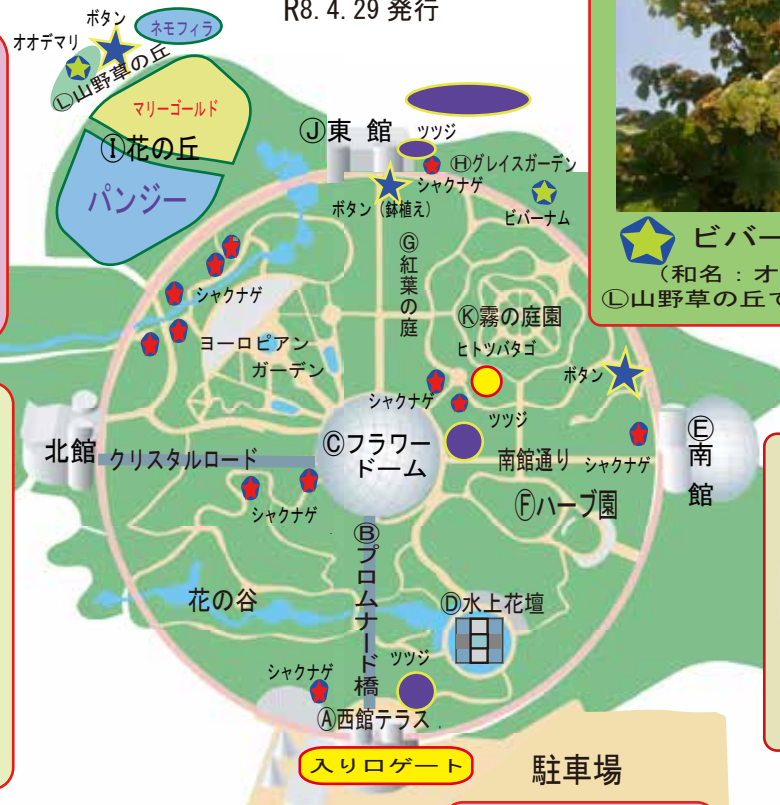 R8. 4. 29 発行
ボタン
ネモフィラ
オオデマリ
Ⓛ山野草の丘
マリーゴールド
Ⓘ花の丘
パンジー
Ⓙ東 館
ツツジ
Ⓗグレイスガーデン
シャクナゲ
ボタン（鉢植え）
ビバーナム
ビバー
（和名：オ
Ⓛ山野草の丘で
Ⓖ紅葉の庭
シャクナゲ
Ⓚ霧の庭園
ヨーロピアン
ガーデン
ヒトツバタゴ
ボタン
シャクナゲ
ツツジ
北館
クリスタルロード
Ⓒフラワー
ドーム
南館通り
シャクナゲ
Ⓔ南館
シャクナゲ
Ⓕハーブ園
Ⓑプロムナード橋
花の谷
Ⓓ水上花壇
シャクナゲ
ツツジ
Ⓐ西館テラス
入り口ゲート
駐車場